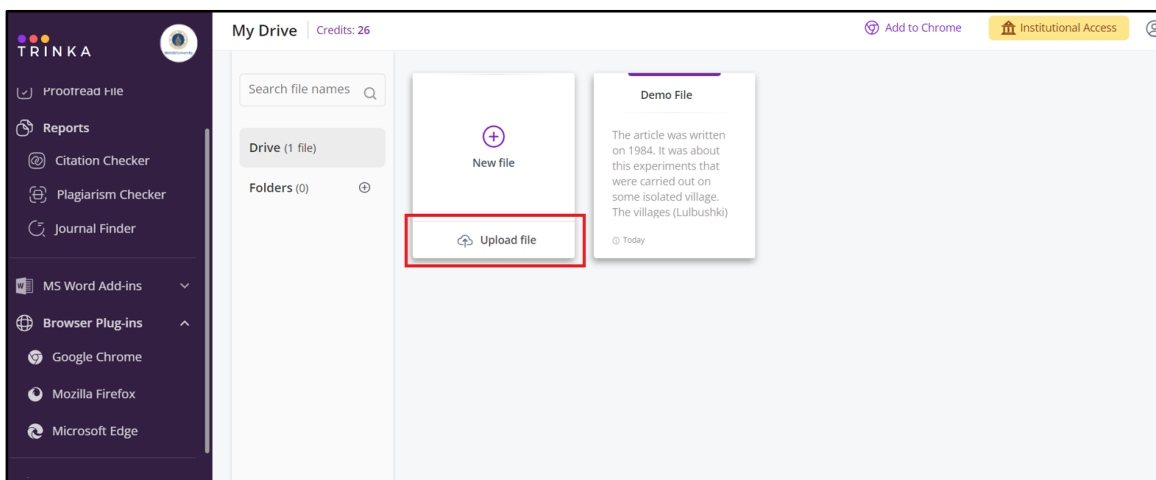 TRINKA
Proofread File
Reports
Citation Checker
Plagiarism Checker
Journal Finder
MS Word Add-ins
Browser Plug-ins
Google Chrome
Mozilla Firefox
Microsoft Edge
My Drive
Credits: 26
Add to Chrome
Institutional Access
Search file names
Drive (1 file)
Folders (0)
New file
Upload file
Demo File
The article was written
on 1984. It was about
this experiments that
were carried out on
some isolated village.
The villages (Lulbushki)
Today